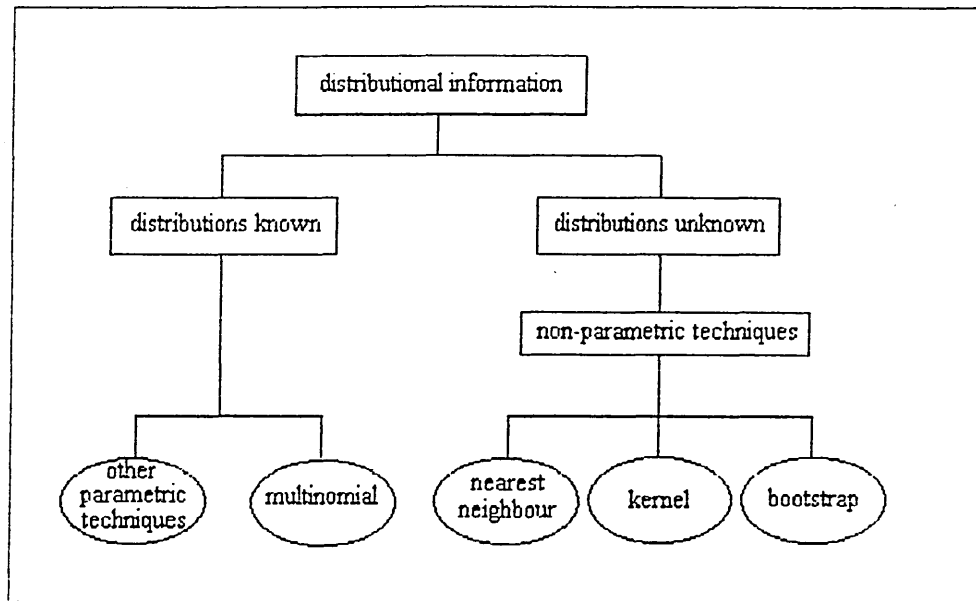 distributional information
distributions known
distributions unknown
non-parametric techniques
other
parametric
techniques
multinomial
nearest
neighbour
kernel
bootstrap